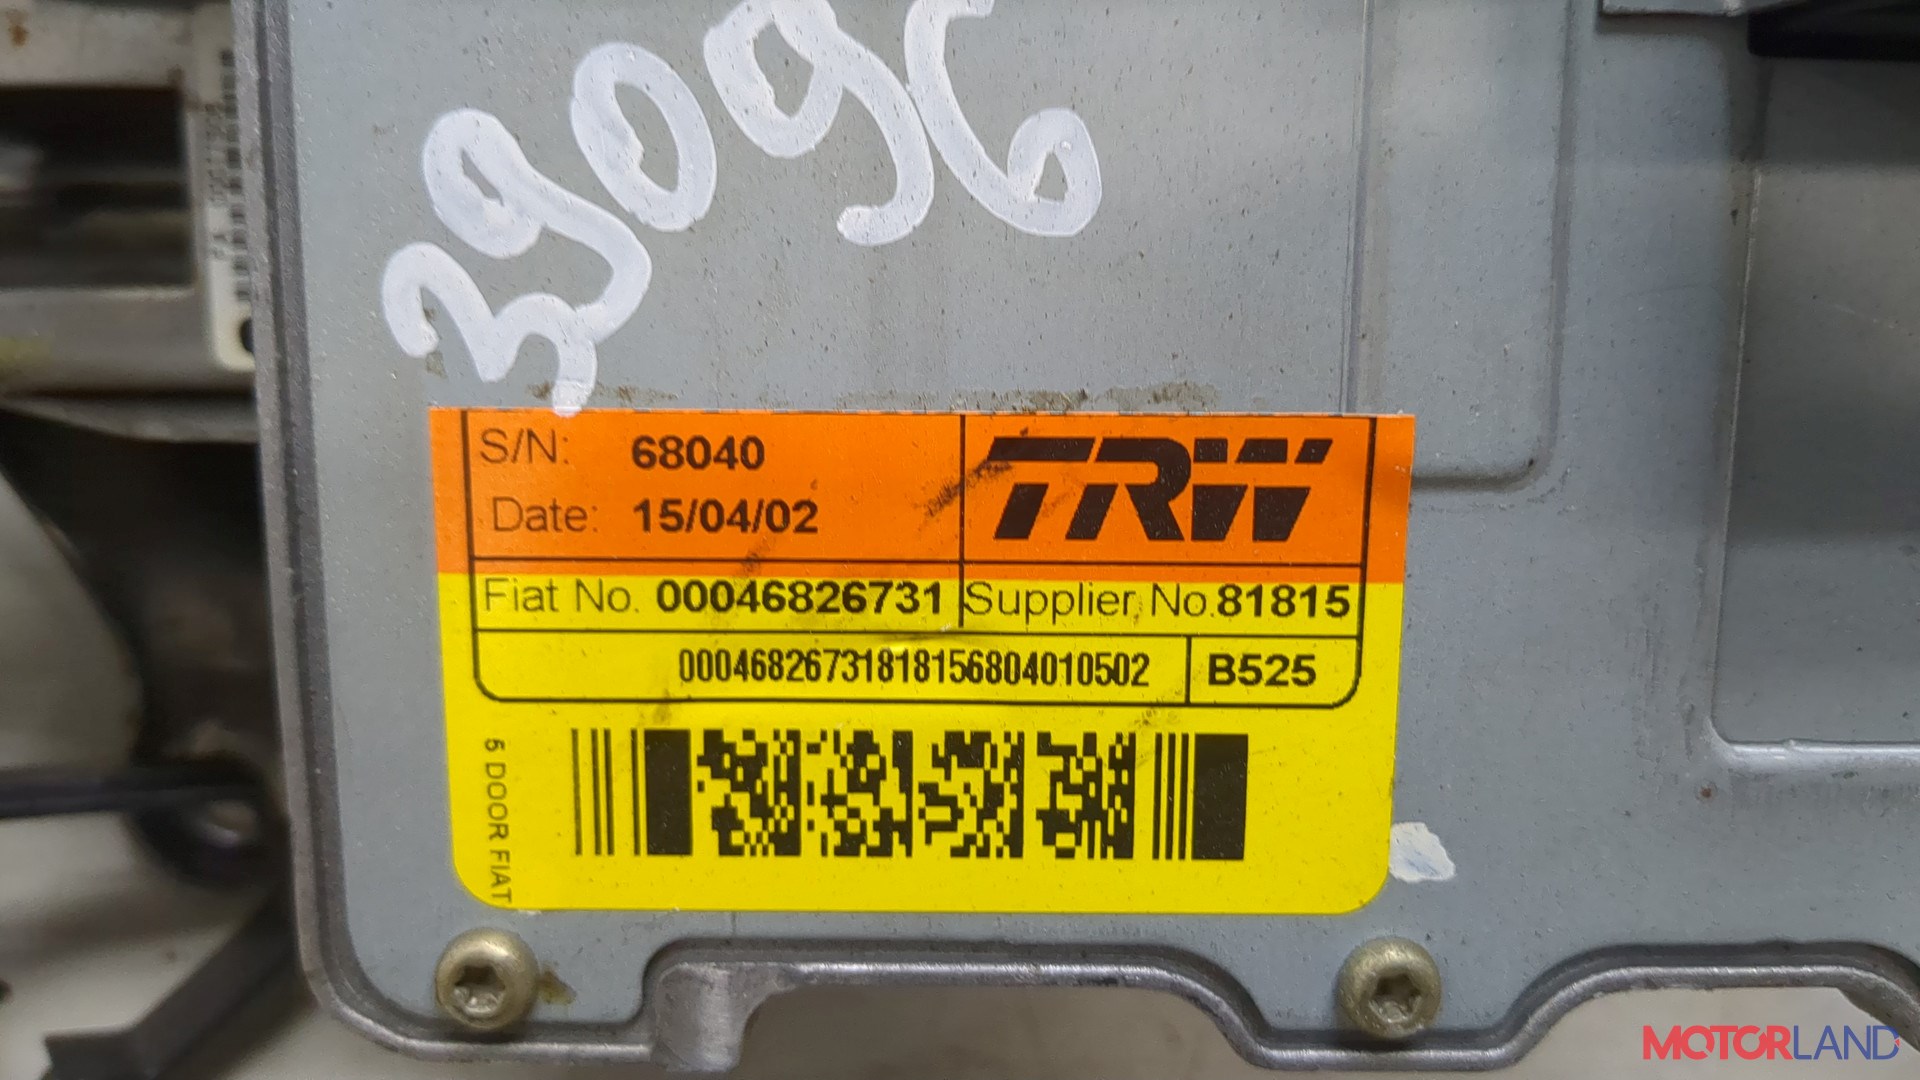 39096
S/N: 68040
TRW
Date: 15/04/02
Fiat No. 00046826731 Supplier No.81815
00046826731818156804010502 B525
5 DOOR FIAT
MOTORLAND